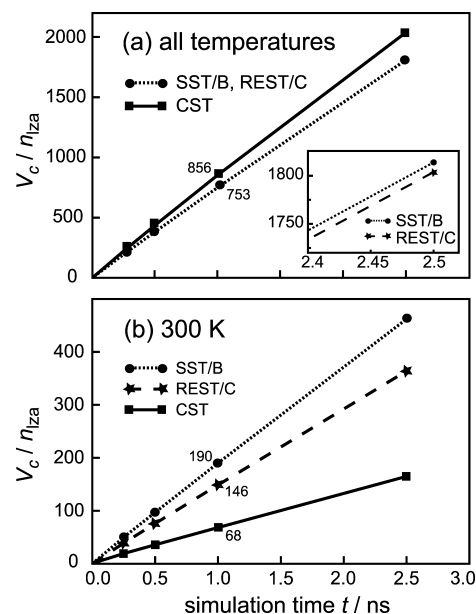 2000
(a) all temperatures
SST/B, REST/C
CST
1500
V_c / n_Iza
1000
856
753
1800
1750
SST/B
REST/C
2.4 2.45 2.5
500
0
(b) 300 K
400
SST/B
REST/C
CST
300
V_c / n_Iza
200
190
146
100
68
0
0.0 0.5 1.0 1.5 2.0 2.5 3.0
simulation time t / ns